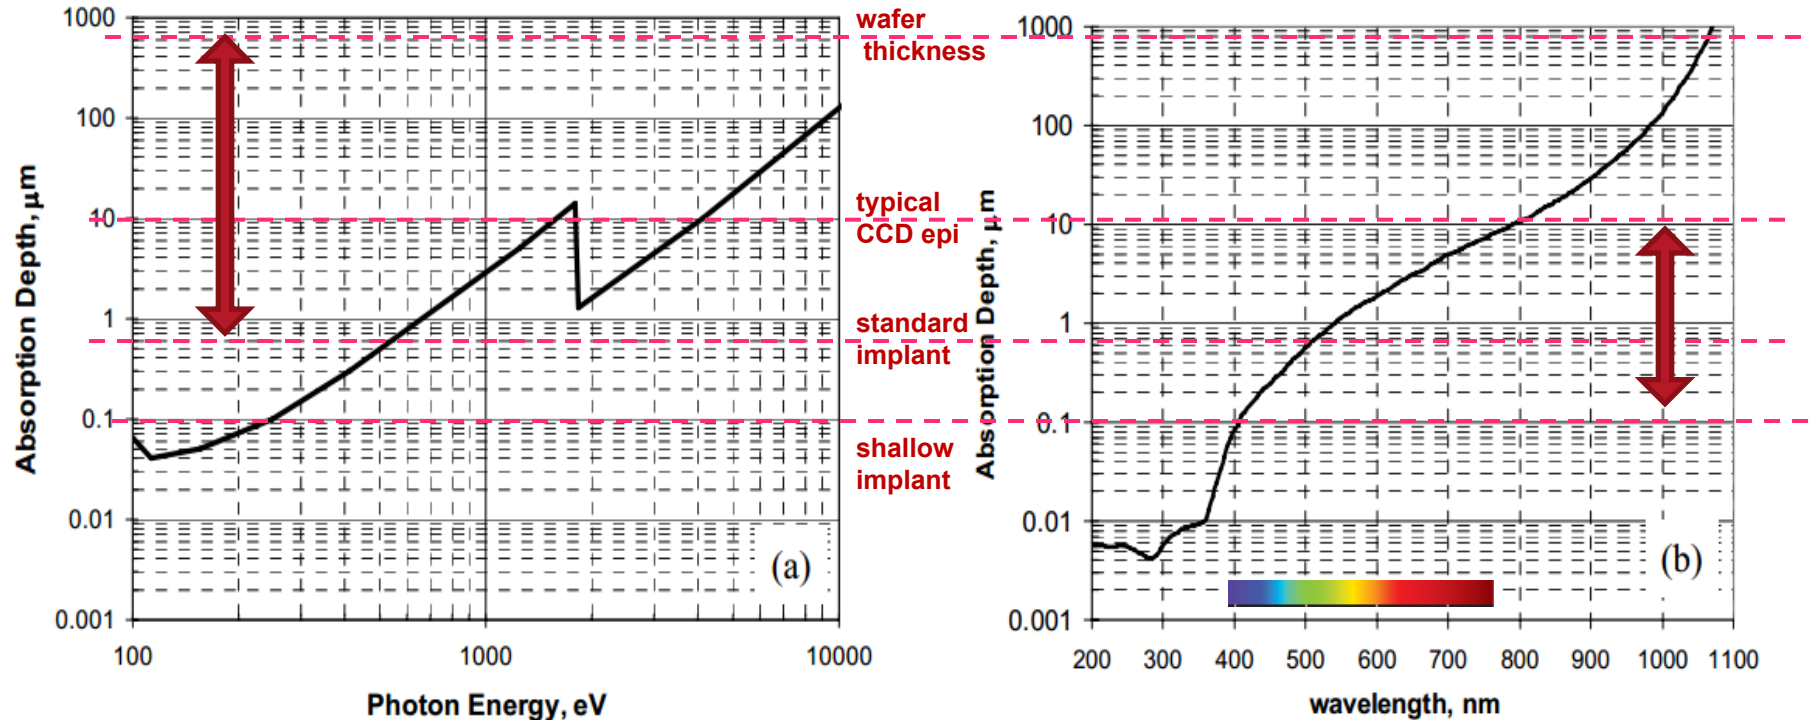 1000
100
10
1
0.1
0.01
0.001
Absorption Depth, μm
100
1000
10000
Photon Energy, eV
(a)
wafer
thickness
typical
CCD epi
standard
implant
shallow
implant
1000
100
10
1
0.1
0.01
0.001
Absorption Depth, μm
200 300 400 500 600 700 800 900 1000 1100
wavelength, nm
(b)